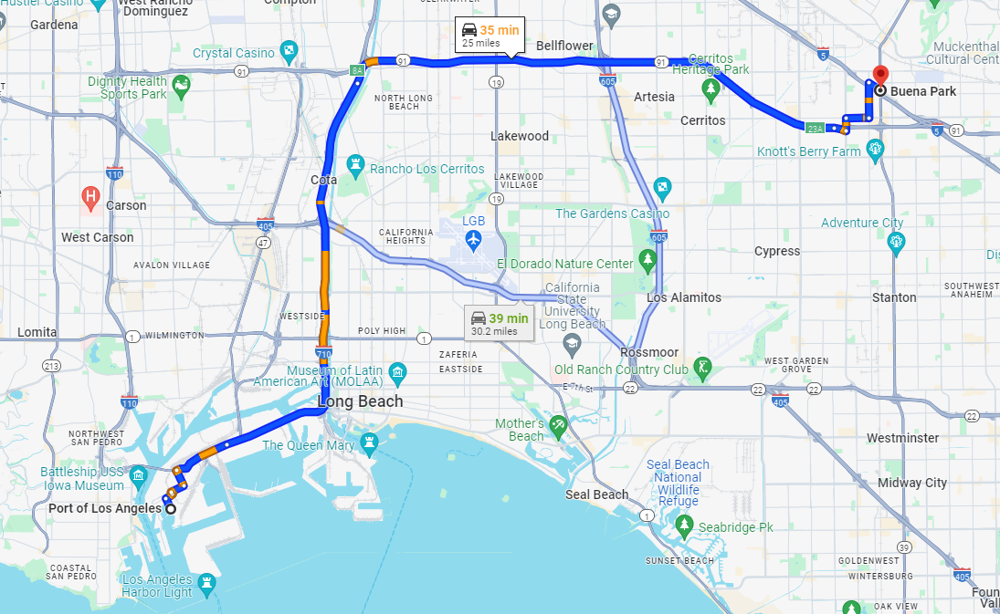 Hustler Casino
West Rancho
Dominguez
Compton
CLEARWATER
Gardena
35 min
25 miles
Bellflower
5
Muckenthal
Cultural Cent
Crystal Casino
91
8A
91
91
Cerritos
Heritage Park
Dignity Health
Sports Park
19
605
Buena Park
NORTH LONG
BEACH
Artesia
Cerritos
23A
5
91
Lakewood
Knott's Berry Farm
110
Rancho Los Cerritos
Cota
LAKEWOOD
VILLAGE
Carson
19
The Gardens Casino
405
LGB
Adventure City
West Carson
47
CALIFORNIA
HEIGHTS
605
Cypress
AVALON VILLAGE
El Dorado Nature Center
California
State
University
Long Beach
SOUTHWEST
ANAHEIM
Los Alamitos
Stanton
WESTSIDE
39 min
30.2 miles
Lomita
1
WILMINGTON
POLY HIGH
1
710
ZAFERIA
EASTSIDE
Rossmoor
213
Museum of Latin
American Art (MOLAA)
Old Ranch Country Club
WEST GARDEN
GROVE
E 7th St
22
22
405
22
110
Long Beach
22
NORTHWEST
SAN PEDRO
Mother's
Beach
Westminster
The Queen Mary
Battleship USS
Iowa Museum
Seal Beach
National
Wildlife
Refuge
Midway City
Seal Beach
Port of Los Angeles
1
Seabridge Pk
39
COASTAL
SAN PEDRO
SUNSET BEACH
GOLDENWEST
WINTERSBURG
405
Los Angeles
Harbor Light
Foun
Vall
OAK VIEW